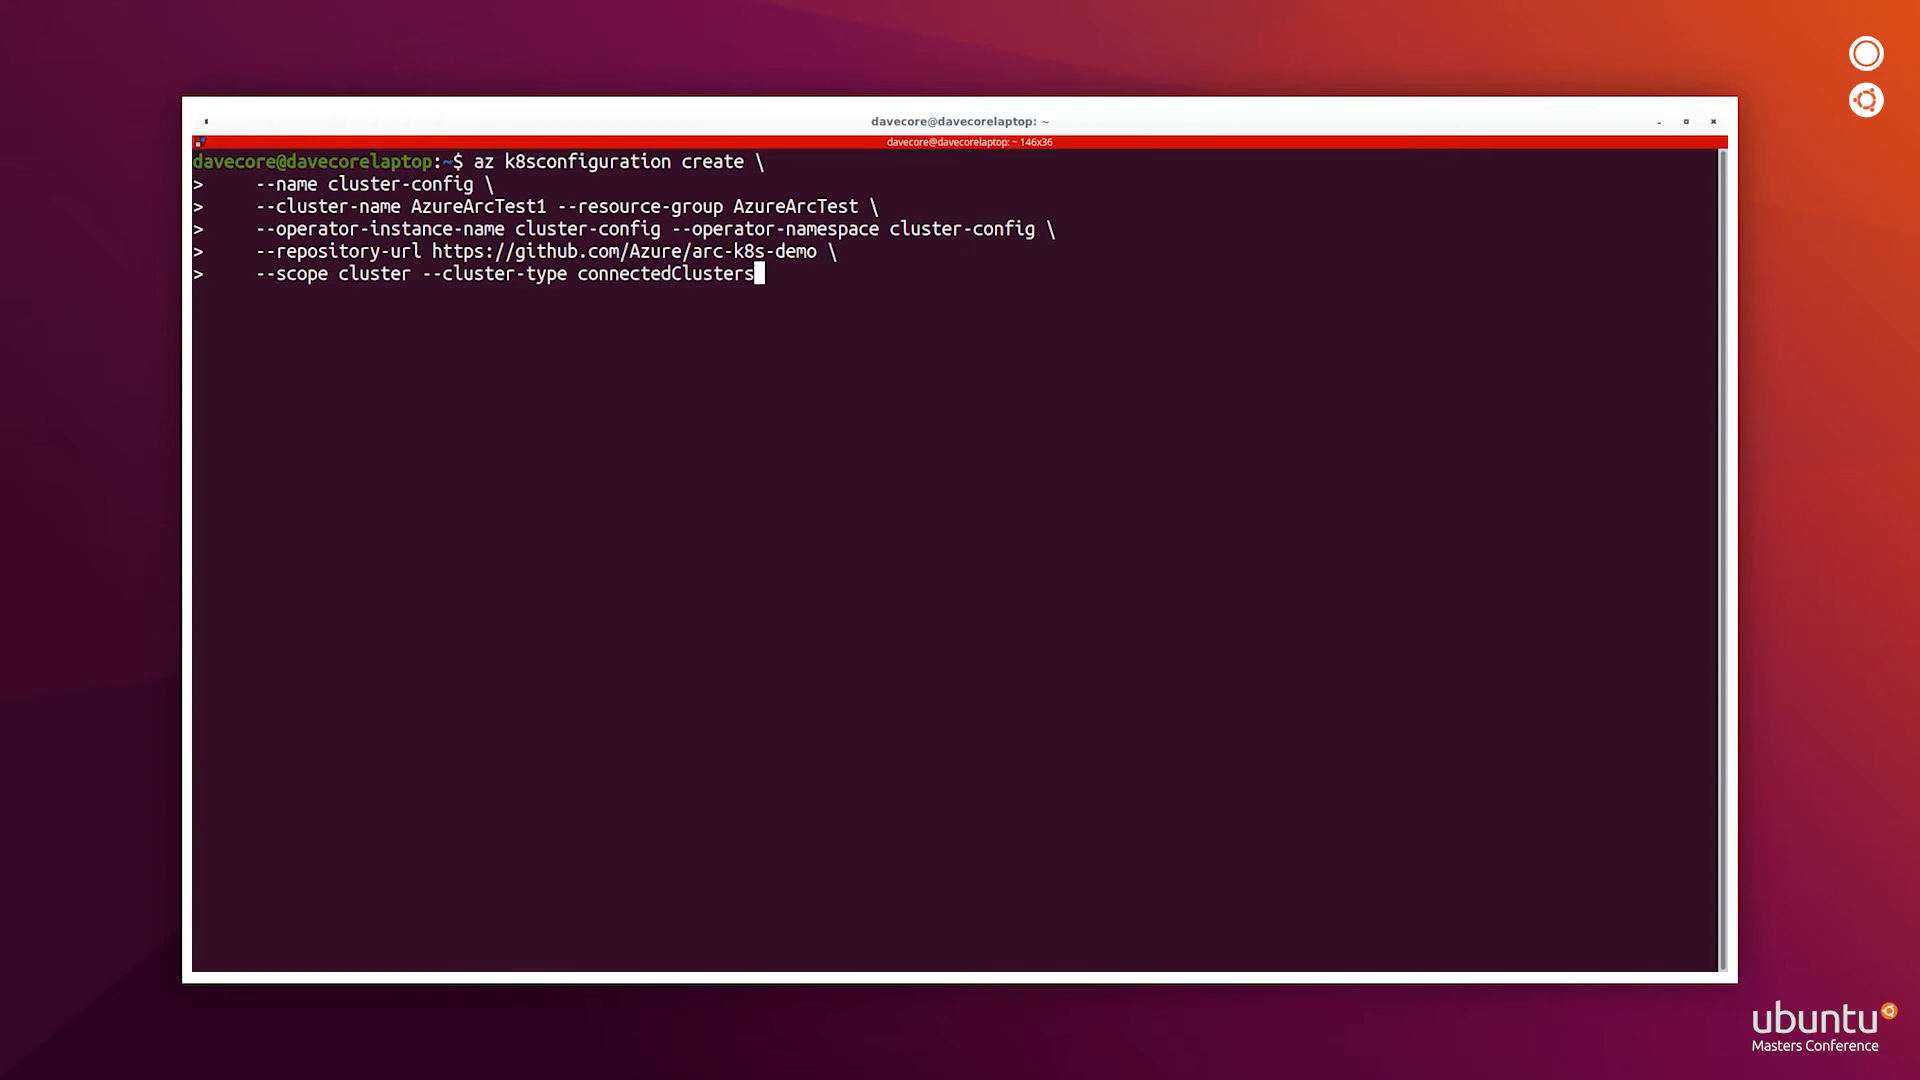 davecore@davecorelaptop: ~
davecore@davecorelaptop: ~ 146x36
davecore@davecorelaptop:~$ az k8sconfiguration create \
>     --name cluster-config \
>     --cluster-name AzureArcTest1 --resource-group AzureArcTest \
>     --operator-instance-name cluster-config --operator-namespace cluster-config \
>     --repository-url https://github.com/Azure/arc-k8s-demo \
>     --scope cluster --cluster-type connectedClusters
ubuntu
Masters Conference